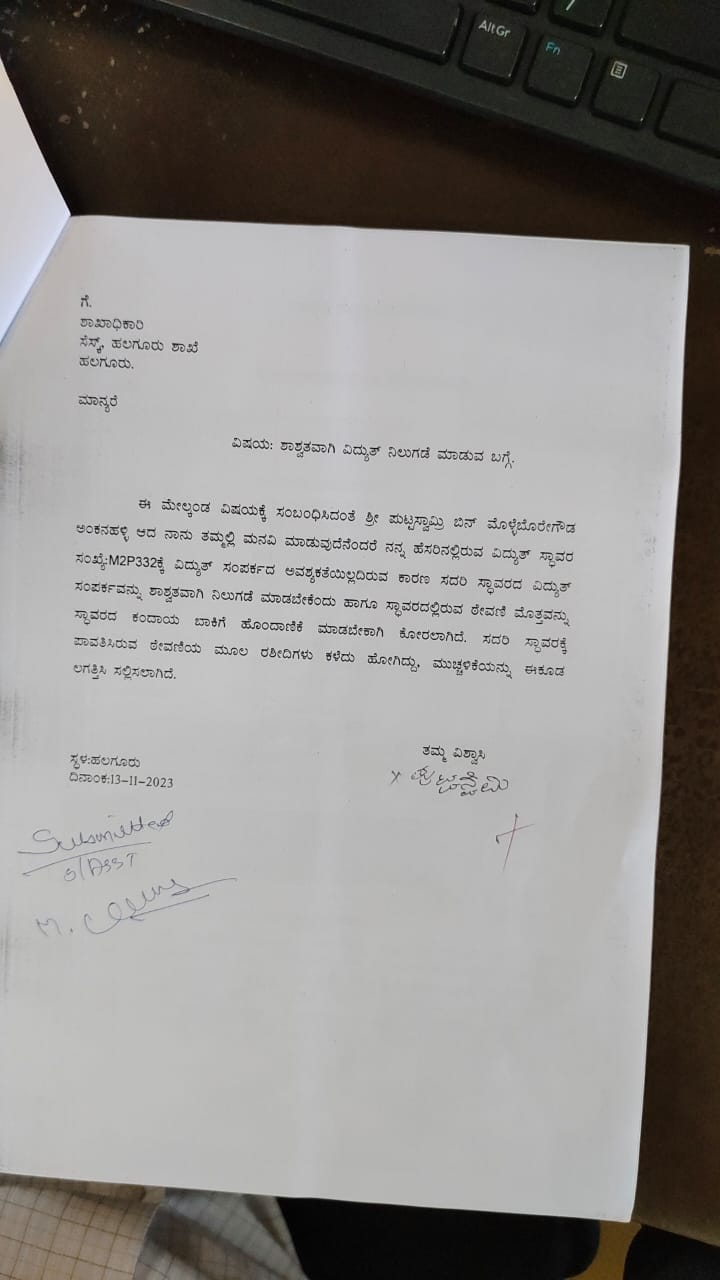 AltGr
Fn
/
ಗೆ.
ಶಾಖಾಧಿಕಾರಿ
ಸೆಸ್ಕ್, ಹಲಗೂರು ಶಾಖೆ
ಹಲಗೂರು.
ಮಾನ್ಯರೆ
ವಿಷಯ: ಶಾಶ್ವತವಾಗಿ ವಿದ್ಯುತ್ ನಿಲುಗಡೆ ಮಾಡುವ ಬಗ್ಗೆ.
ಈ ಮೇಲ್ಕಂಡ ವಿಷಯಕ್ಕೆ ಸಂಬಂಧಿಸಿದಂತೆ ಶ್ರೀ ಪುಟ್ಟಸ್ವಾಮ್ರಿ ಬಿನ್ ಮೊಳ್ಳೆಬೊರೇಗೌಡ
ಅಂಕನಹಳ್ಳಿ ಆದ ನಾನು ತಮ್ಮಲ್ಲಿ ಮನವಿ ಮಾಡುವುದೆನೆಂದರೆ ನನ್ನ ಹೆಸರಿನಲ್ಲಿರುವ ವಿದ್ಯುತ್ ಸ್ಥಾವರ
ಸಂಖ್ಯೆ:M2P332ಕ್ಕೆ ವಿದ್ಯುತ್ ಸಂಪರ್ಕದ ಅವಶ್ಯಕತೆಯಿಲ್ಲದಿರುವ ಕಾರಣ ಸದರಿ ಸ್ಥಾವರದ ವಿದ್ಯುತ್
ಸಂಪರ್ಕವನ್ನು ಶಾಶ್ವತವಾಗಿ ನಿಲುಗಡೆ ಮಾಡಬೇಕೆಂದು ಹಾಗೂ ಸ್ಥಾವರದಲ್ಲಿರುವ ಠೇವಣಿ ಮೊತ್ತವನ್ನು
ಸ್ಥಾವರದ ಕಂದಾಯ ಬಾಕಿಗೆ ಹೊಂದಾಣಿಕೆ ಮಾಡಬೇಕಾಗಿ ಕೋರಲಾಗಿದೆ. ಸದರಿ ಸ್ಥಾವರಕ್ಕೆ
ಪಾವತಿಸಿರುವ ಠೇವಣಿಯ ಮೂಲ ರಶೀದಿಗಳು ಕಳೆದು ಹೋಗಿದ್ದು, ಮುಚ್ಚಳಿಕೆಯನ್ನು ಈಕೂಡ
ಲಗತ್ತಿಸಿ ಸಲ್ಲಿಸಲಾಗಿದೆ.
ಸ್ಥಳ:ಹಲಗೂರು
ದಿನಾಂಕ:13-11-2023
ತಮ್ಮ ವಿಶ್ವಾಸಿ
Submitted